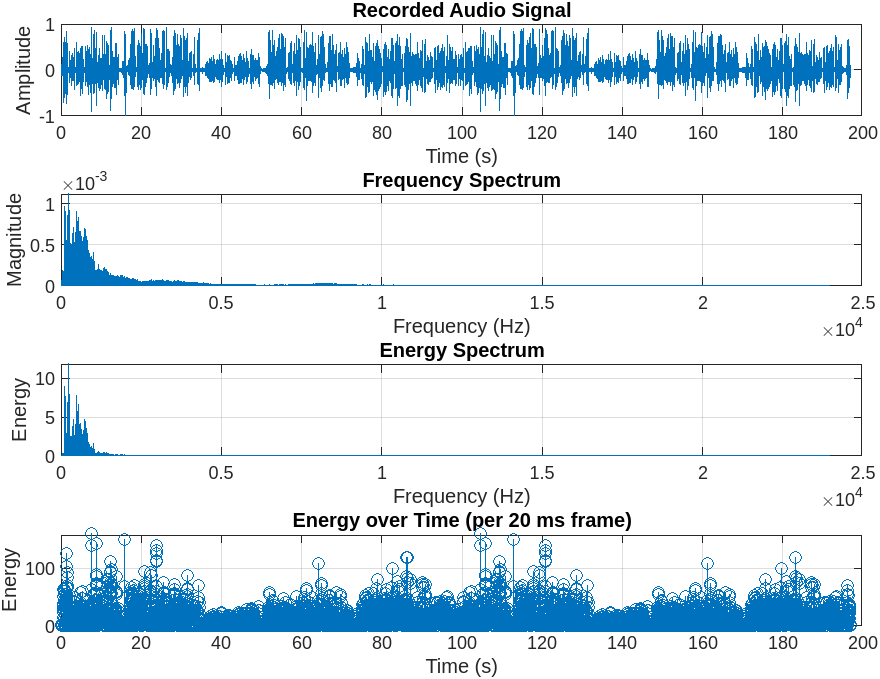 Recorded Audio Signal
1
0
-1
Amplitude
0 20 40 60 80 100 120 140 160 180 200
Time (s)
×10^-3
Frequency Spectrum
1
0.5
0
Magnitude
0 0.5 1 1.5 2 2.5
Frequency (Hz)
×10^4
Energy Spectrum
10
5
0
Energy
0 0.5 1 1.5 2 2.5
Frequency (Hz)
×10^4
Energy over Time (per 20 ms frame)
100
0
Energy
0 20 40 60 80 100 120 140 160 180 200
Time (s)